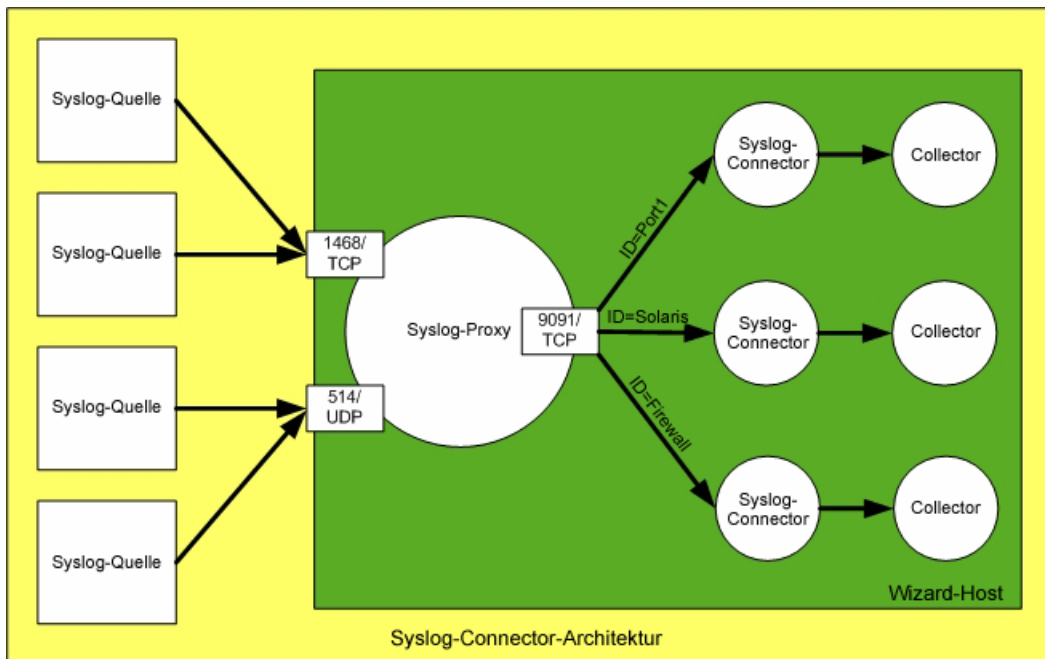 Syslog-Quelle
Syslog-Quelle
Syslog-Quelle
Syslog-Quelle
1468/
TCP
514/
UDP
Syslog-Proxy
9091/
TCP
ID=Port1
ID=Solaris
ID=Firewall
Syslog-
Connector
Collector
Syslog-
Connector
Collector
Syslog-
Connector
Collector
Wizard-Host
Syslog-Connector-Architektur